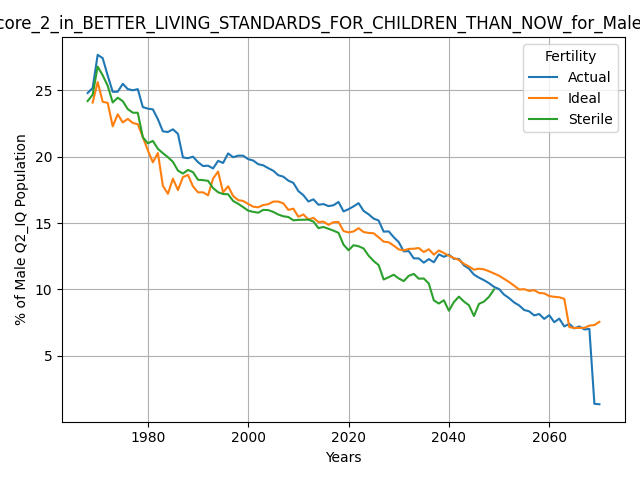 core_2_in_BETTER_LIVING_STANDARDS_FOR_CHILDREN_THAN_NOW_for_Male
Fertility
Actual
Ideal
Sterile
% of Male Q2_IQ Population
25
20
15
10
5
1980 2000 2020 2040 2060
Years